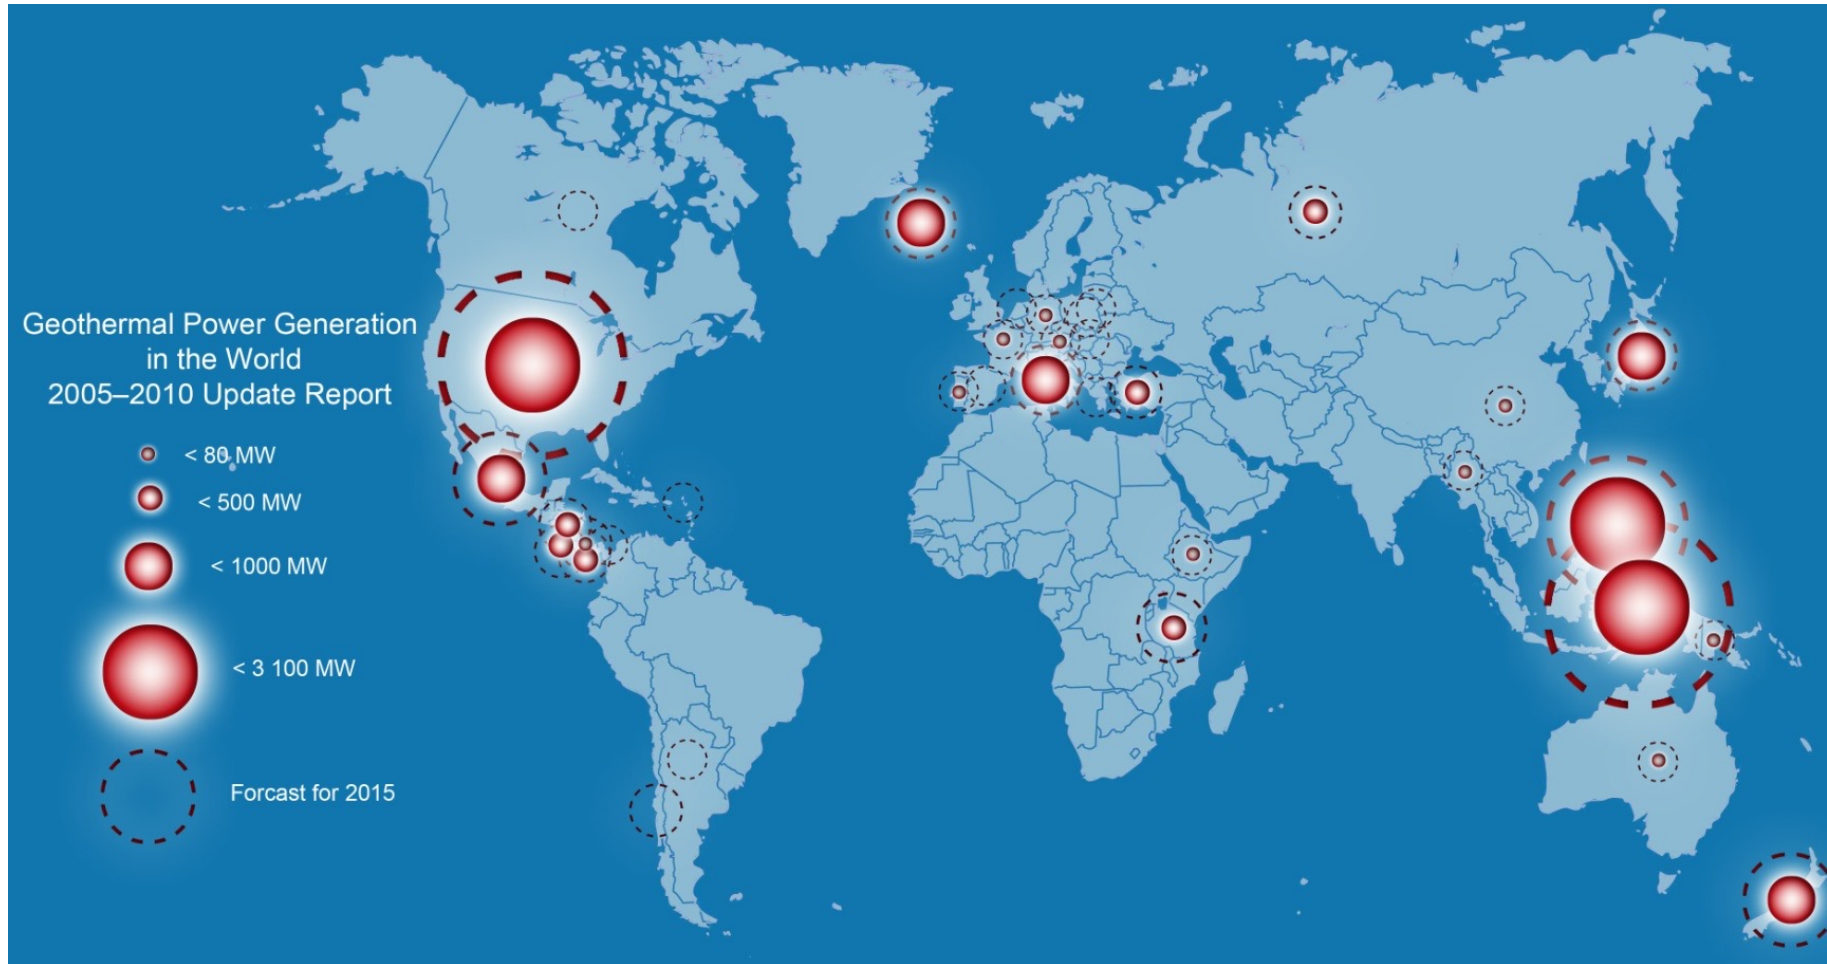 Geothermal Power Generation
in the World
2005–2010 Update Report
< 80 MW
< 500 MW
< 1000 MW
< 3 100 MW
Forcast for 2015